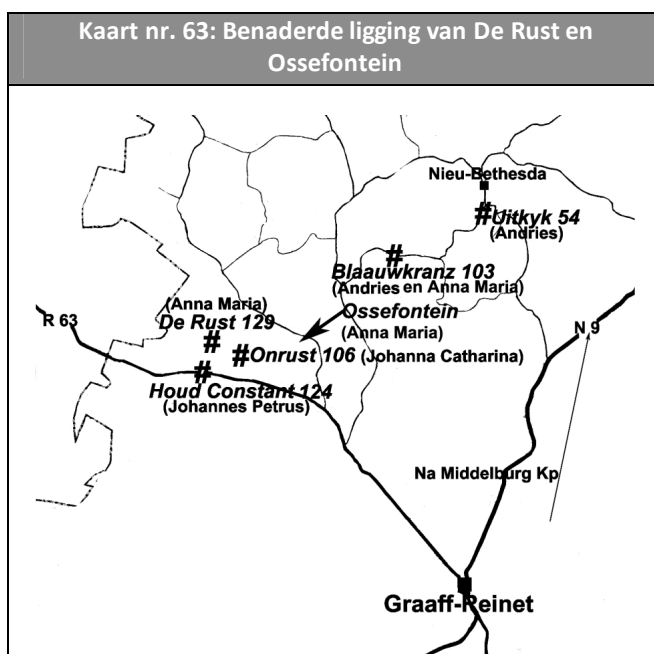 Kaart nr. 63: Benaderde ligging van De Rust en
Ossefontein
Nieu-Bethesda
#Uitkyk 54
(Andries)
#
Blaauwkranz 103
(Andries en Anna Maria)
Ossefontein
(Anna Maria)
(Anna Maria)
De Rust 129
#
R 63
N 9
#Onrust 106 (Johanna Catharina)
#
Houd Constant 124
(Johannes Petrus)
Na Middelburg Kp
Graaff-Reinet